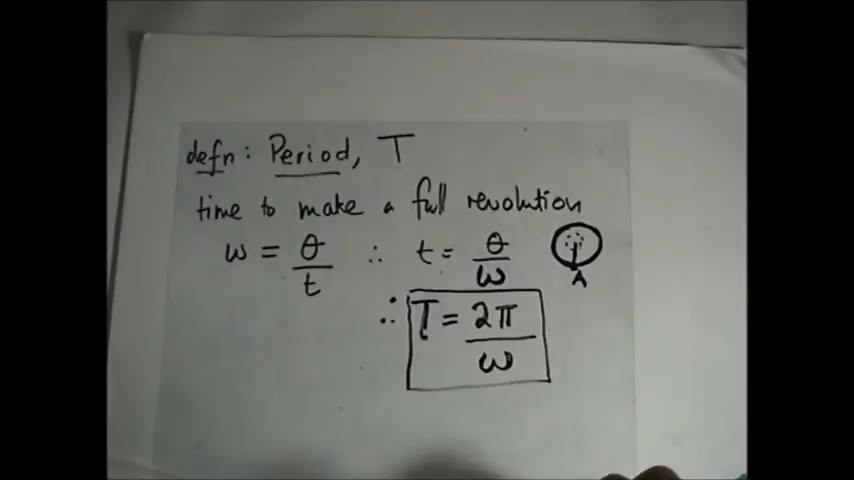 defn: Period, T
time to make a full revolution
ω = θ/t ∴ t = θ/ω
A
∴ T = 2π/ω